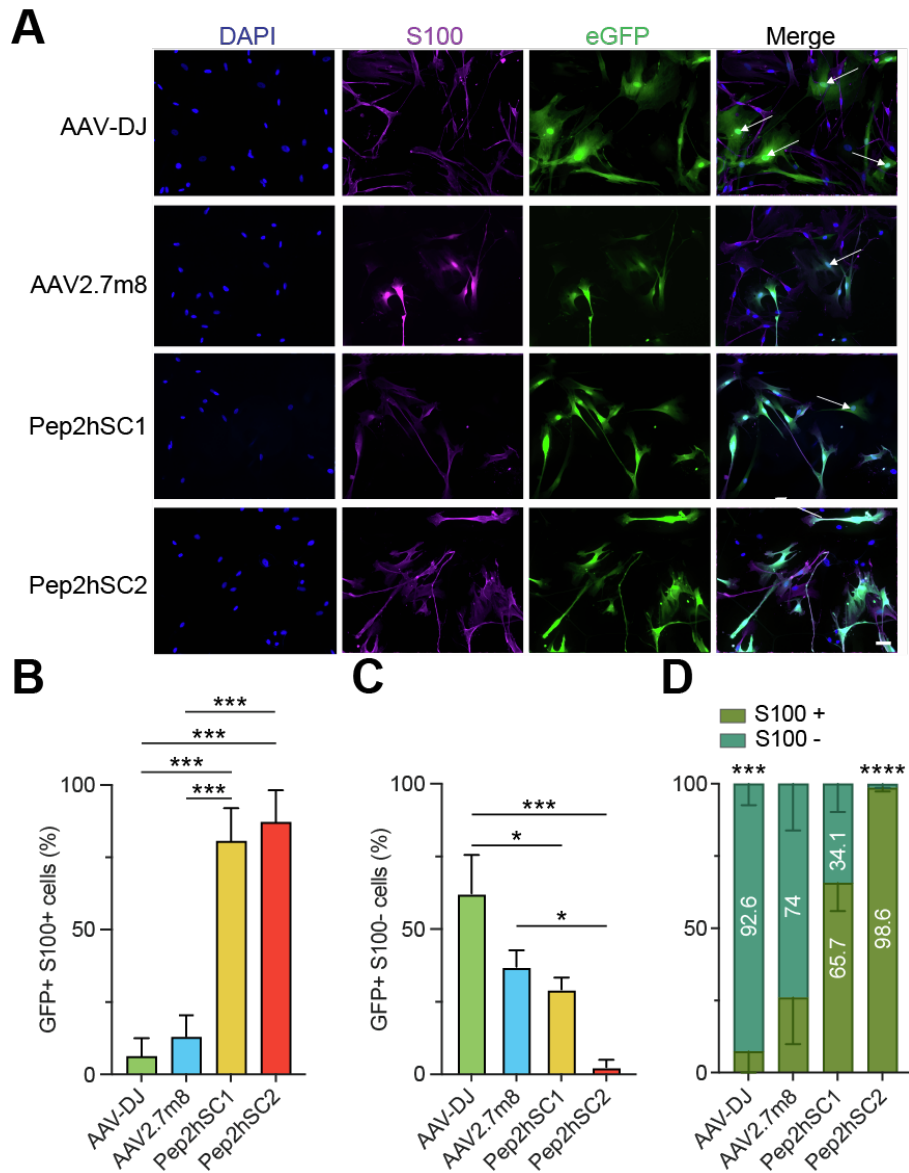 A
DAPI S100 eGFP Merge
AAV-DJ
AAV2.7m8
Pep2hSC1
Pep2hSC2
B
***
***
***
***
GFP+ S100+ cells (%)
100
50
0
AAV-DJ
AAV2.7m8
Pep2hSC1
Pep2hSC2
C
***
*
*
GFP+ S100- cells (%)
100
50
0
AAV-DJ
AAV2.7m8
Pep2hSC1
Pep2hSC2
D
S100 +
S100 -
*** ****
100
50
0
92.6
74
34.1
65.7
98.6
AAV-DJ
AAV2.7m8
Pep2hSC1
Pep2hSC2